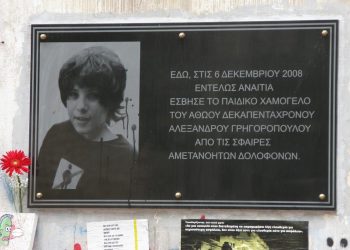 ΕΔΩ, ΣΤΙΣ 6 ΔΕΚΕΜΒΡΙΟΥ 2008
ΕΝΤΕΛΩΣ ΑΝΑΙΤΙΑ
ΕΣΒΗΣΕ ΤΟ ΠΑΙΔΙΚΟ ΧΑΜΟΓΕΛΟ
ΤΟΥ ΑΘΩΟΥ ΔΕΚΑΠΕΝΤΑΧΡΟΝΟΥ
ΑΛΕΞΑΝΔΡΟΥ ΓΡΗΓΟΡΟΠΟΥΛΟΥ
ΑΠΟ ΤΙΣ ΣΦΑΙΡΕΣ
ΑΜΕΤΑΝΟΗΤΩΝ ΔΟΛΟΦΟΝΩΝ.